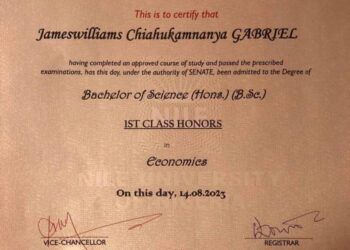 This is to certify that
Jameswilliams Chiahukamnanya GABRIEL
having completed an approved course of study and passed the prescribed
examinations, has this day, under the authority of SENATE, been admitted to the Degree of
Bachelor of Science (Hons.) (B.Sc.)
1ST CLASS HONORS
in
Economics
On this day, 14.08.2023
VICE-CHANCELLOR REGISTRAR